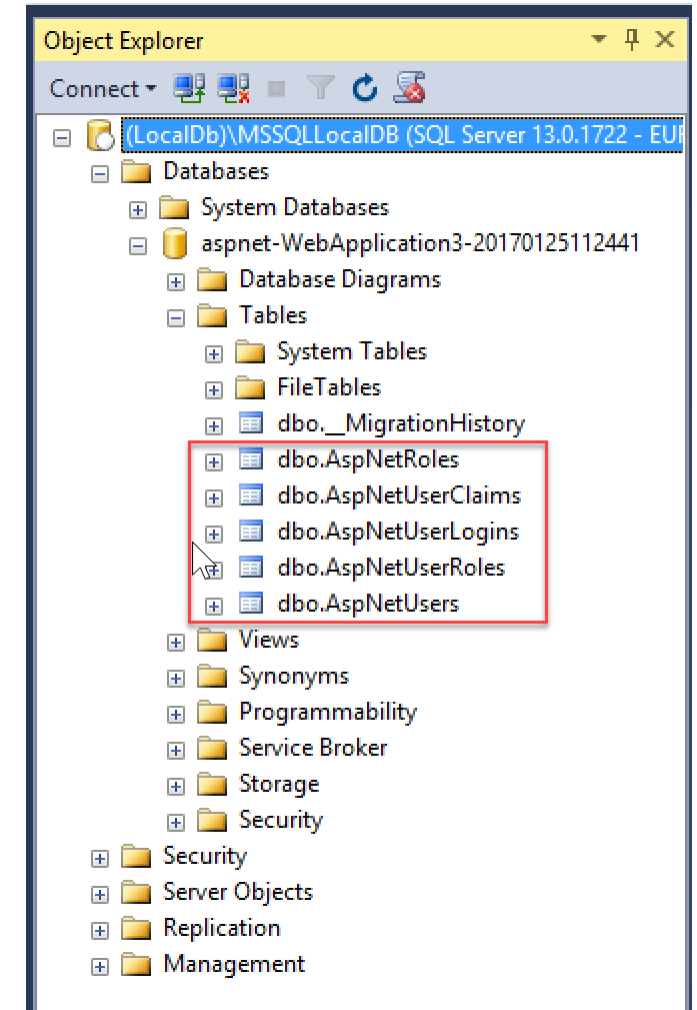 Object Explorer
Connect
(LocalDb)\MSSQLLocalDB (SQL Server 13.0.1722 - EUR
Databases
System Databases
aspnet-WebApplication3-20170125112441
Database Diagrams
Tables
System Tables
FileTables
dbo.__MigrationHistory
dbo.AspNetRoles
dbo.AspNetUserClaims
dbo.AspNetUserLogins
dbo.AspNetUserRoles
dbo.AspNetUsers
Views
Synonyms
Programmability
Service Broker
Storage
Security
Security
Server Objects
Replication
Management